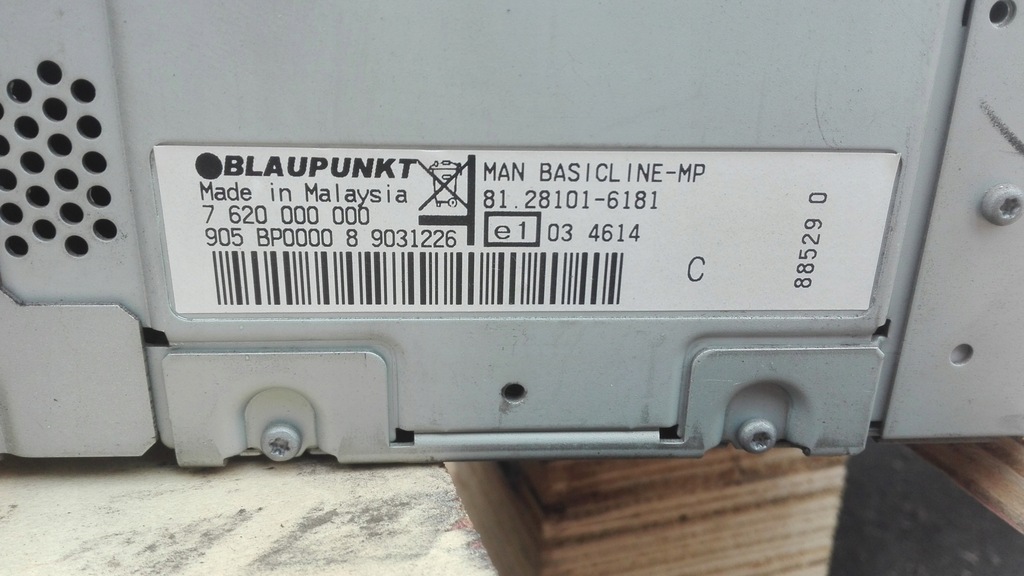 BLAUPUNKT
Made in Malaysia
7 620 000 000
905 BP0000 8 9031226
MAN BASICLINE-MP
81.28101-6181
e1 03 4614
C
88529 0